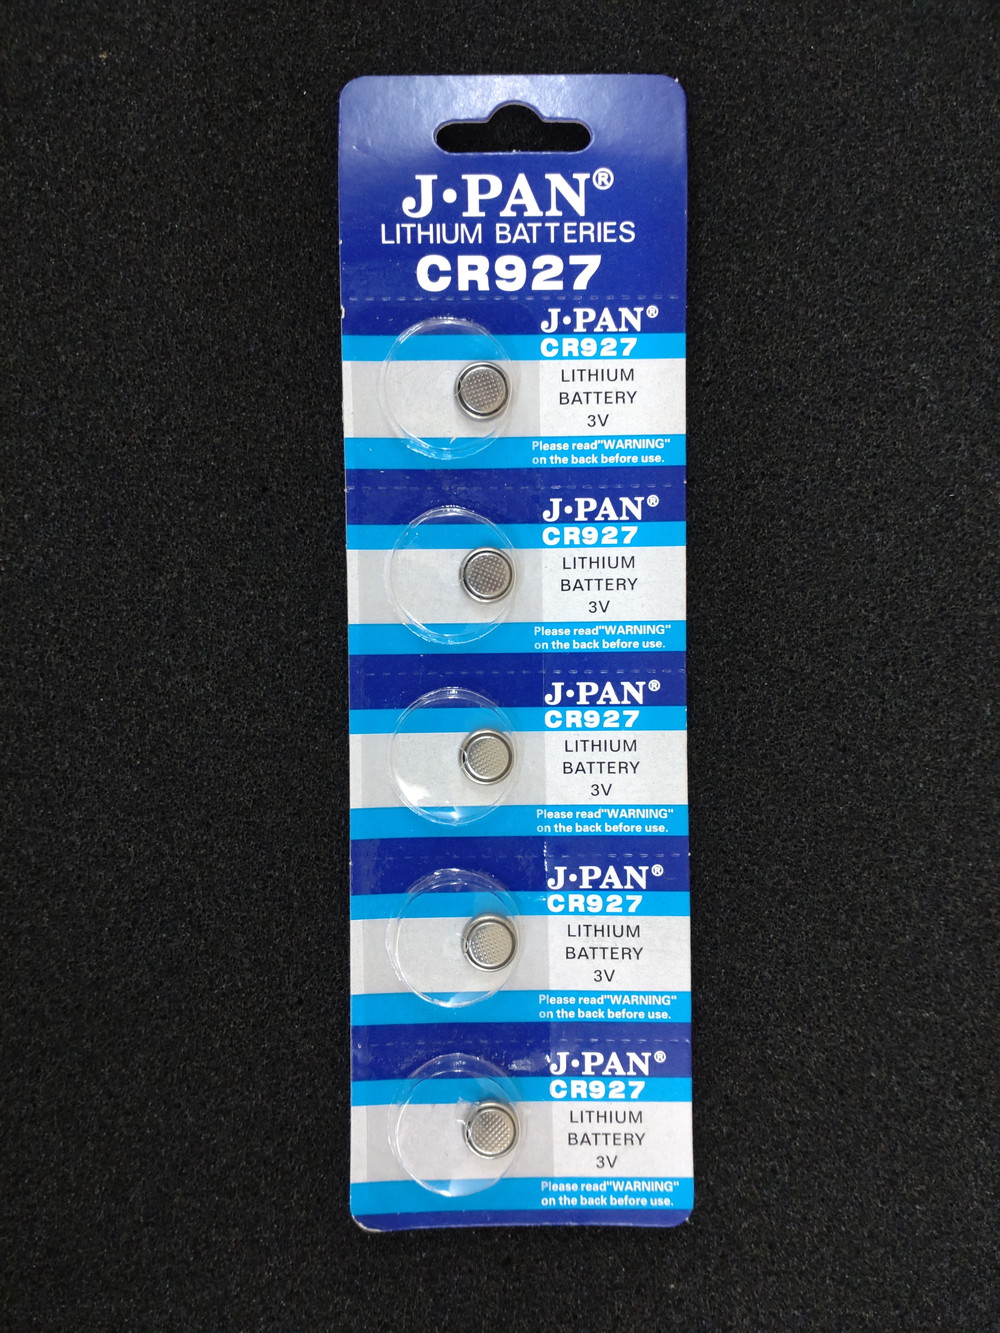 J·PAN®
LITHIUM BATTERIES
CR927
J·PAN®
CR927
LITHIUM
BATTERY
3V
Please read"WARNING"
on the back before use.
J·PAN®
CR927
LITHIUM
BATTERY
3V
Please read"WARNING"
on the back before use.
J·PAN®
CR927
LITHIUM
BATTERY
3V
Please read"WARNING"
on the back before use.
J·PAN®
CR927
LITHIUM
BATTERY
3V
Please read"WARNING"
on the back before use.
J·PAN®
CR927
LITHIUM
BATTERY
3V
Please read"WARNING"
on the back before use.